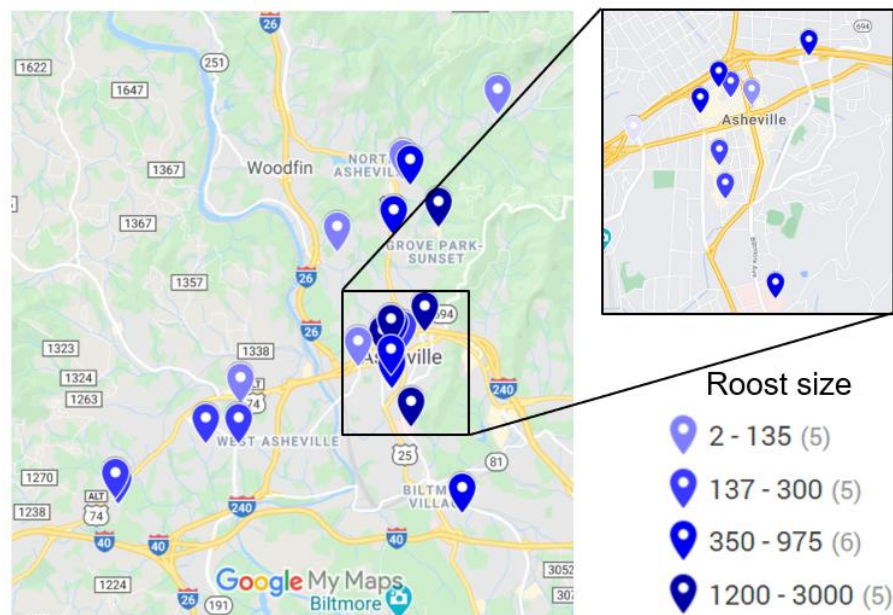 26
1622
251
1647
694
NORTH
ASHEVILLE
Woodfin
1367
Asheville
1367
GROVE PARK-
SUNSET
1357
26
26
694
1323
1338
Asheville
1324
ALT
74
1263
240
WEST ASHEVILLE
25
81
1270
ALT
74
BILTMORE
VILLAGE
1238
240
40
40
40
3052
1224
Google My Maps
191
Biltmore
Biltmore Ave
Roost size
2 - 135 (5)
137 - 300 (5)
350 - 975 (6)
1200 - 3000 (5)